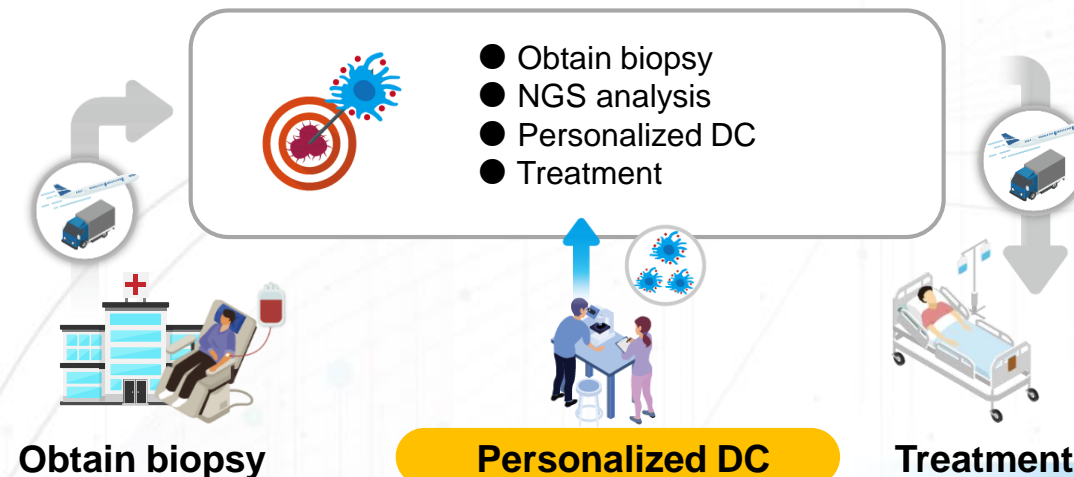 ● Obtain biopsy
● NGS analysis
● Personalized DC
● Treatment
Obtain biopsy
Personalized DC
Treatment